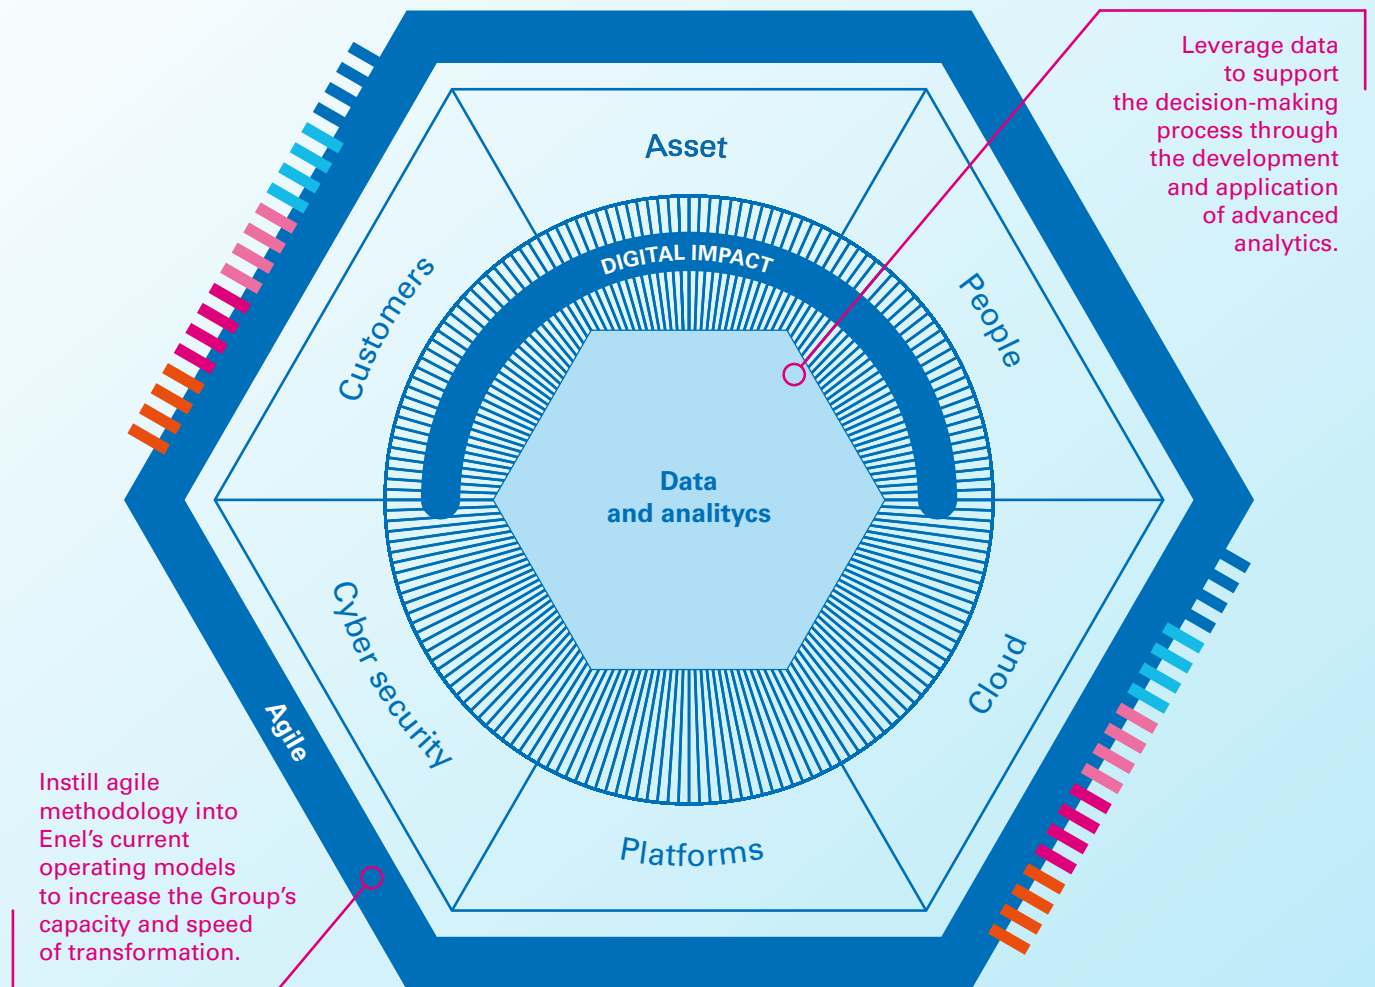 Leverage data
to support
the decision-making
process through
the development
and application
of advanced
analytics.
Asset
DIGITAL IMPACT
Customers
People
Data
and analitycs
Cyber security
Cloud
Agile
Platforms
Instill agile
methodology into
Enel’s current
operating models
to increase the Group’s
capacity and speed
of transformation.